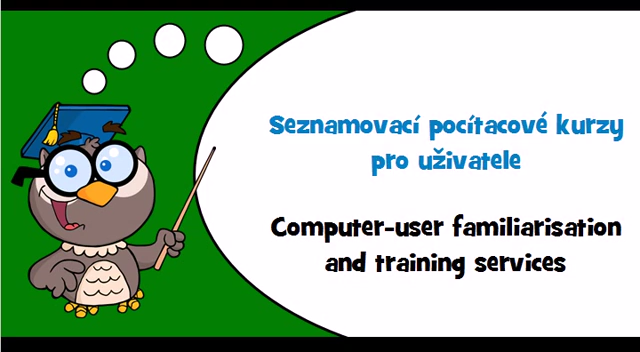 Seznamovací pocítacové kurzy
pro uživatele
Computer-user familiarisation
and training services